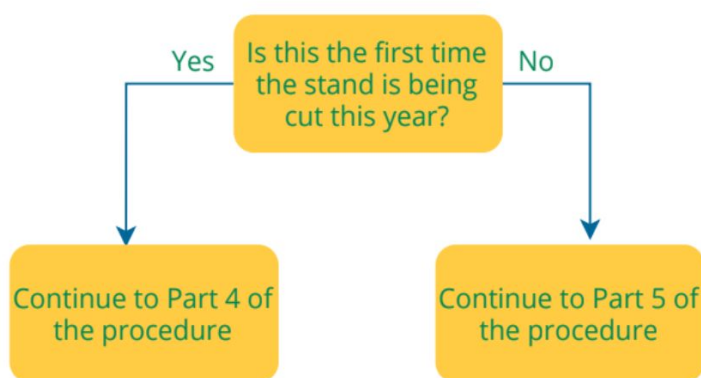 Is this the first time
the stand is being
cut this year?
Yes
No
Continue to Part 4 of
the procedure
Continue to Part 5 of
the procedure